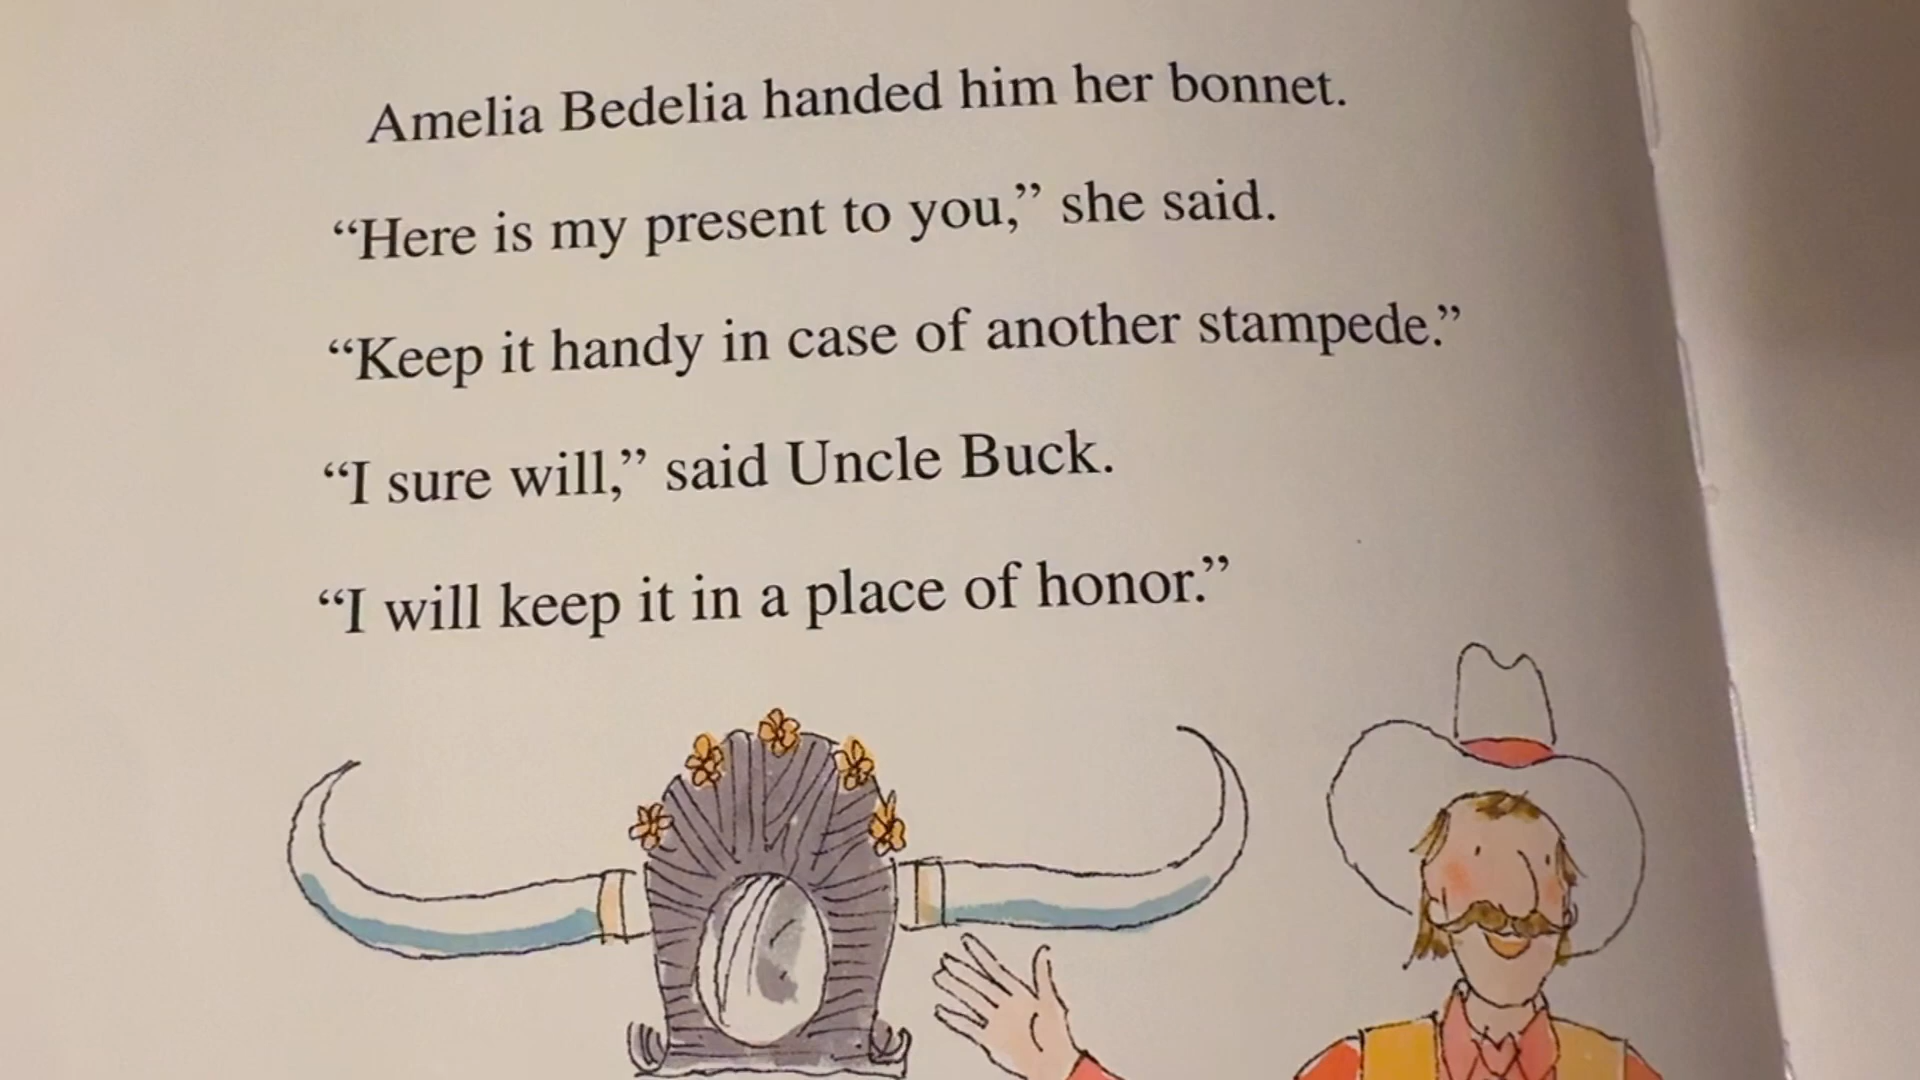 Amelia Bedelia handed him her bonnet.
“Here is my present to you,” she said.
“Keep it handy in case of another stampede.”
“I sure will,” said Uncle Buck.
“I will keep it in a place of honor.”